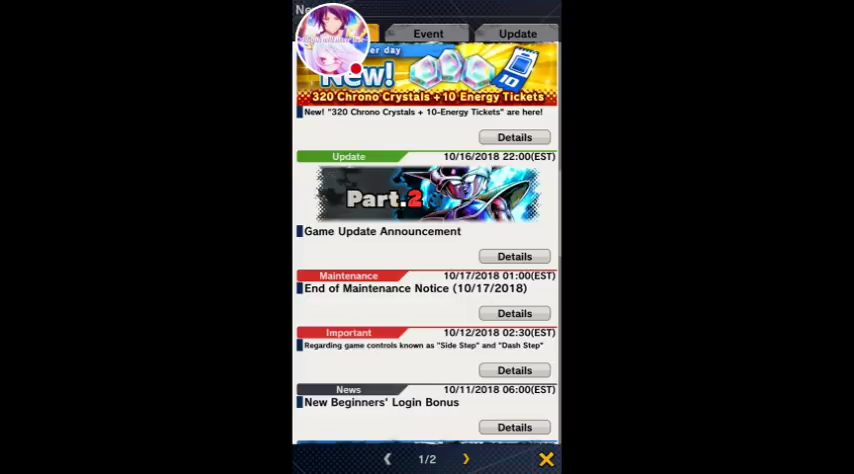 Event
Update
per day
New!
10
320 Chrono Crystals + 10 Energy Tickets
New! "320 Chrono Crystals + 10-Energy Tickets" are here!
Details
Update
10/16/2018 22:00(EST)
Part.2
Game Update Announcement
Details
Maintenance
10/17/2018 01:00(EST)
End of Maintenance Notice (10/17/2018)
Details
Important
10/12/2018 02:30(EST)
Regarding game controls known as "Side Step" and "Dash Step"
Details
News
10/11/2018 06:00(EST)
New Beginners' Login Bonus
Details
1/2